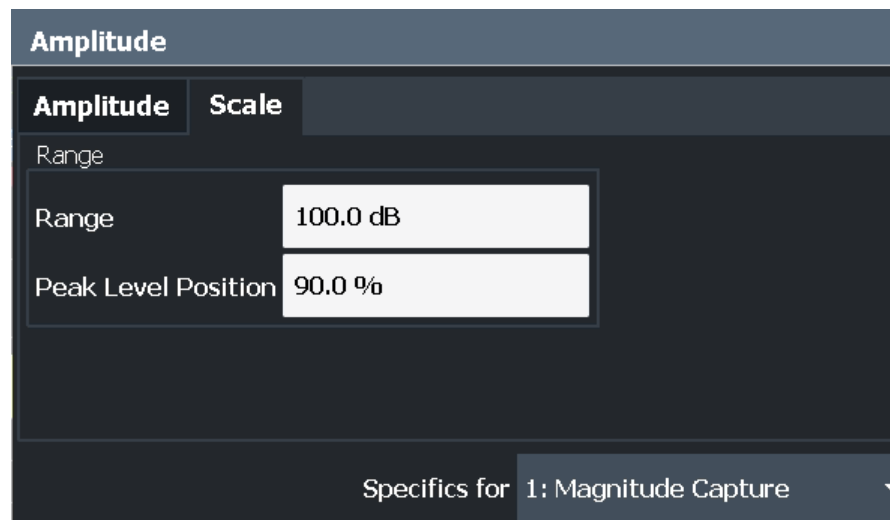 Amplitude
Amplitude Scale
Range
Range 100.0 dB
Peak Level Position 90.0 %
Specifics for 1: Magnitude Capture